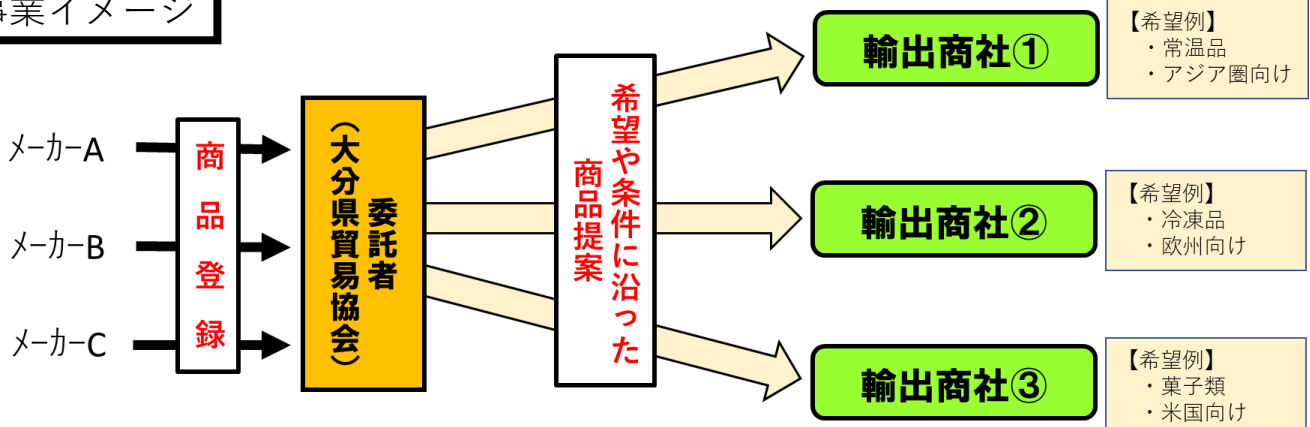 事業イメージ
メーカーA
メーカーB
メーカーC
商品登録
委託者
(大分県貿易協会)
希望や条件に沿った
商品提案
輸出商社①
【希望例】
・常温品
・アジア圏向け
輸出商社②
【希望例】
・冷凍品
・欧州向け
輸出商社③
【希望例】
・菓子類
・米国向け